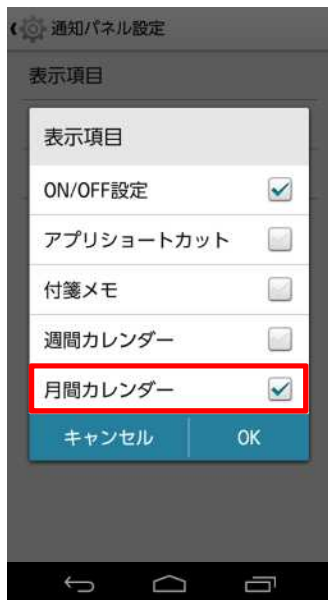 通知パネル設定
表示項目
表示項目
ON/OFF設定
アプリショートカット
付箋メモ
週間カレンダー
月間カレンダー
キャンセル OK